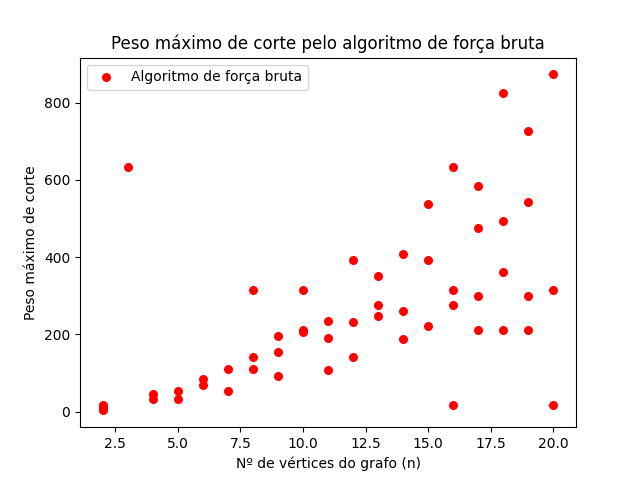 Peso máximo de corte pelo algoritmo de força bruta
Algoritmo de força bruta
Peso máximo de corte
800
600
400
200
0
2.5 5.0 7.5 10.0 12.5 15.0 17.5 20.0
Nº de vértices do grafo (n)